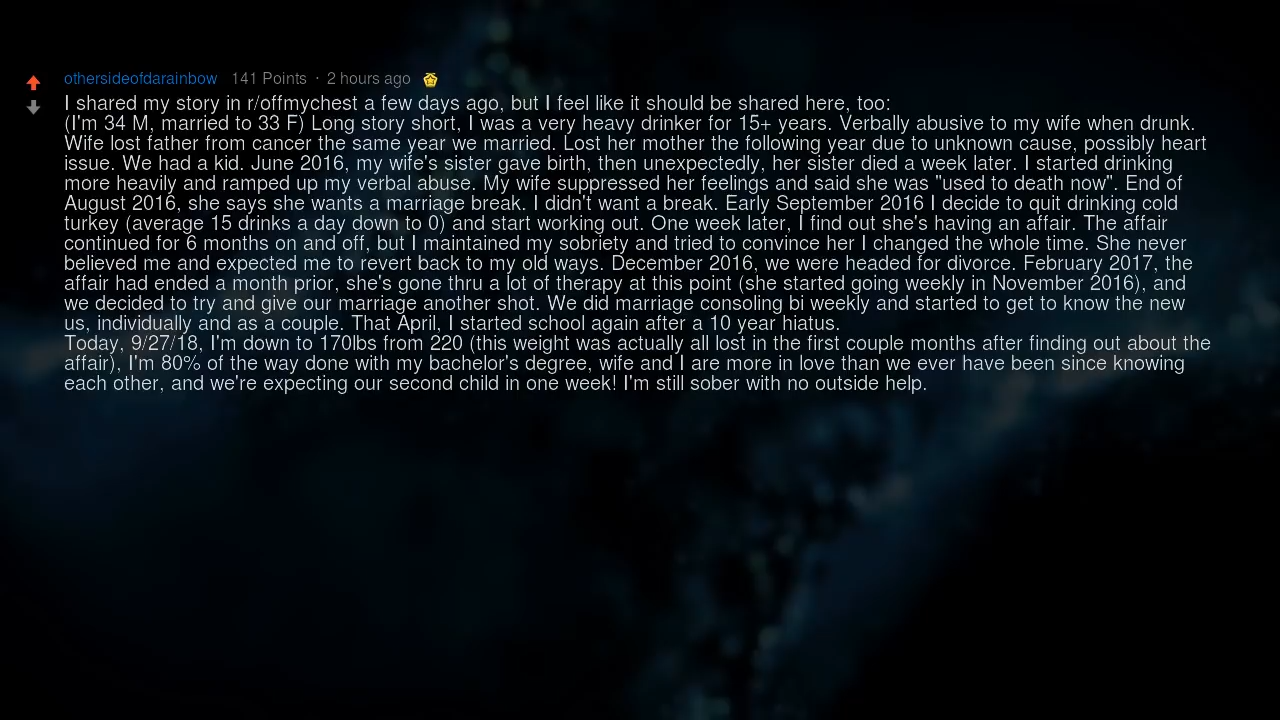 othersideofdarainbow 141 Points · 2 hours ago
I shared my story in r/offmychest a few days ago, but I feel like it should be shared here, too:
(I'm 34 M, married to 33 F) Long story short, I was a very heavy drinker for 15+ years. Verbally abusive to my wife when drunk.
Wife lost father from cancer the same year we married. Lost her mother the following year due to unknown cause, possibly heart
issue. We had a kid. June 2016, my wife's sister gave birth, then unexpectedly, her sister died a week later. I started drinking
more heavily and ramped up my verbal abuse. My wife suppressed her feelings and said she was "used to death now". End of
August 2016, she says she wants a marriage break. I didn't want a break. Early September 2016 I decide to quit drinking cold
turkey (average 15 drinks a day down to 0) and start working out. One week later, I find out she's having an affair. The affair
continued for 6 months on and off, but I maintained my sobriety and tried to convince her I changed the whole time. She never
believed me and expected me to revert back to my old ways. December 2016, we were headed for divorce. February 2017, the
affair had ended a month prior, she's gone thru a lot of therapy at this point (she started going weekly in November 2016), and
we decided to try and give our marriage another shot. We did marriage consoling bi weekly and started to get to know the new
us, individually and as a couple. That April, I started school again after a 10 year hiatus.
Today, 9/27/18, I'm down to 170lbs from 220 (this weight was actually all lost in the first couple months after finding out about the
affair), I'm 80% of the way done with my bachelor's degree, wife and I are more in love than we ever have been since knowing
each other, and we're expecting our second child in one week! I'm still sober with no outside help.